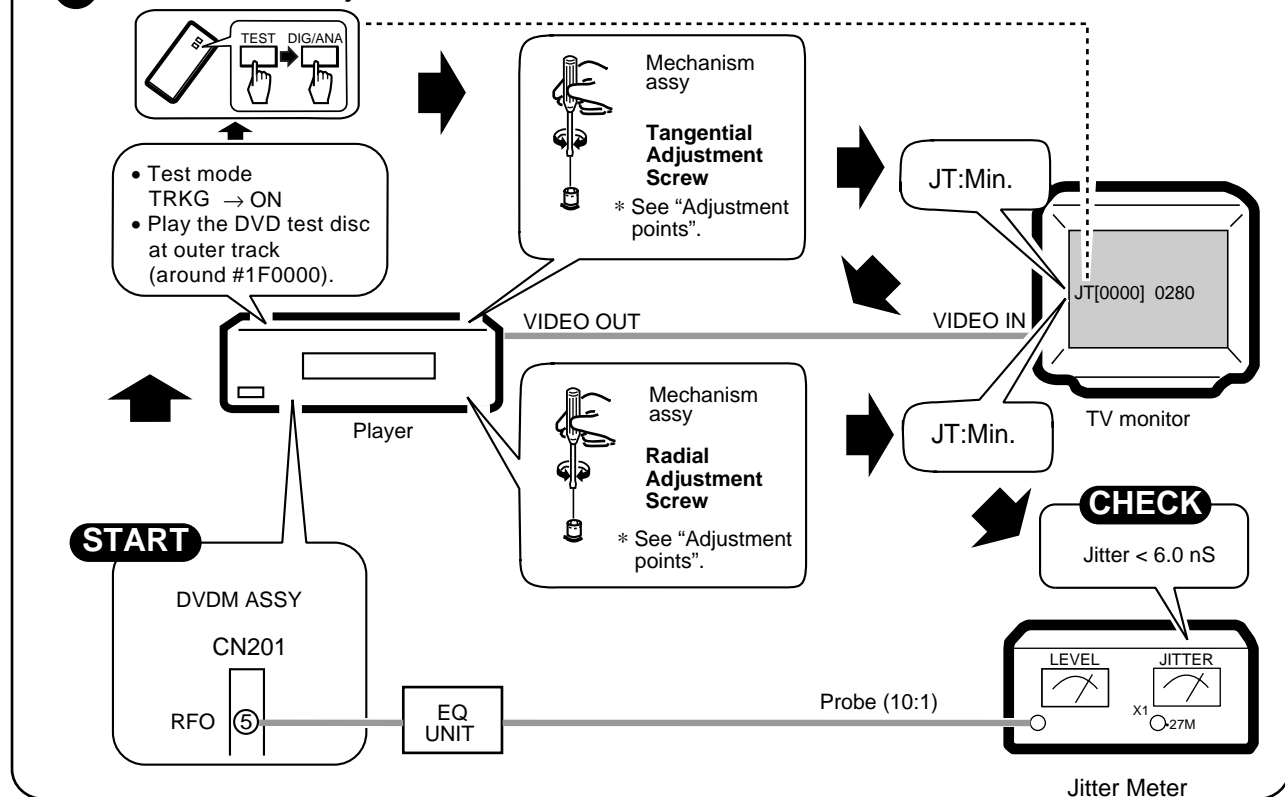 TEST DIG/ANA
• Test mode
TRKG → ON
• Play the DVD test disc
at outer track
(around #1F0000).
Mechanism
assy
Tangential
Adjustment
Screw
* See “Adjustment
points”.
JT:Min.
JT[0000] 0280
VIDEO OUT
VIDEO IN
TV monitor
Player
Mechanism
assy
Radial
Adjustment
Screw
* See “Adjustment
points”.
JT:Min.
START
DVDM ASSY
CN201
RFO ⑤
EQ
UNIT
Probe (10:1)
CHECK
Jitter < 6.0 nS
LEVEL JITTER
X1
27M
Jitter Meter